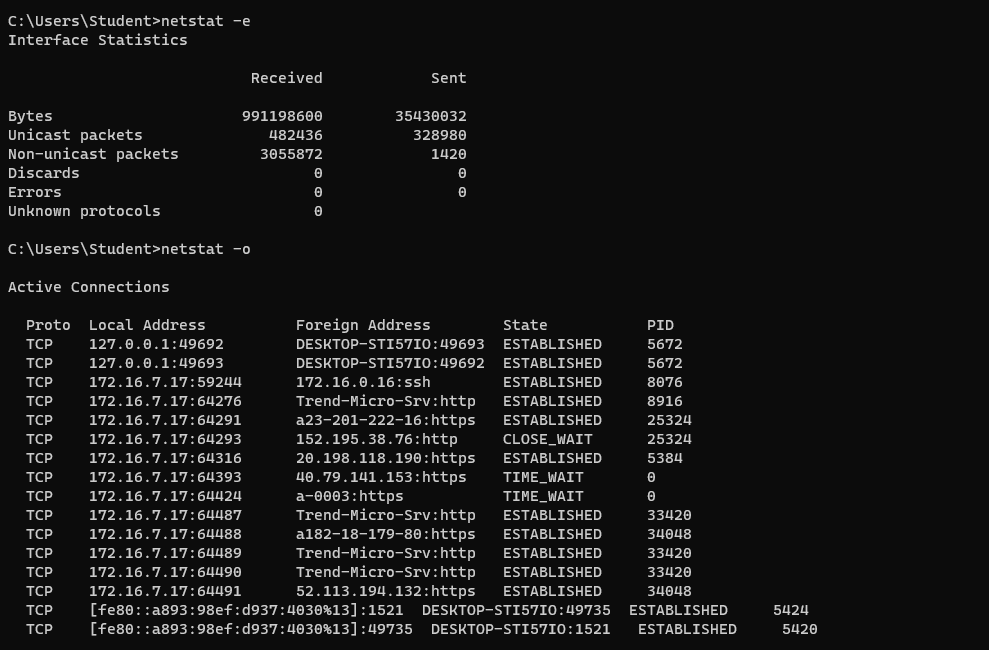 C:\Users\Student>netstat -e
Interface Statistics
                           Received            Sent
Bytes                     991198600        35430032
Unicast packets              482436          328980
Non-unicast packets         3055872            1420
Discards                          0               0
Errors                            0               0
Unknown protocols                 0
C:\Users\Student>netstat -o
Active Connections
  Proto  Local Address          Foreign Address        State           PID
  TCP    127.0.0.1:49692        DESKTOP-STI57IO:49693  ESTABLISHED     5672
  TCP    127.0.0.1:49693        DESKTOP-STI57IO:49692  ESTABLISHED     5672
  TCP    172.16.7.17:59244      172.16.0.16:ssh        ESTABLISHED     8076
  TCP    172.16.7.17:64276      Trend-Micro-Srv:http   ESTABLISHED     8916
  TCP    172.16.7.17:64291      a23-201-222-16:https   ESTABLISHED     25324
  TCP    172.16.7.17:64293      152.195.38.76:http     CLOSE_WAIT      25324
  TCP    172.16.7.17:64316      20.198.118.190:https   ESTABLISHED     5384
  TCP    172.16.7.17:64393      40.79.141.153:https    TIME_WAIT       0
  TCP    172.16.7.17:64424      a-0003:https           TIME_WAIT       0
  TCP    172.16.7.17:64487      Trend-Micro-Srv:http   ESTABLISHED     33420
  TCP    172.16.7.17:64488      a182-18-179-80:https   ESTABLISHED     34048
  TCP    172.16.7.17:64489      Trend-Micro-Srv:http   ESTABLISHED     33420
  TCP    172.16.7.17:64490      Trend-Micro-Srv:http   ESTABLISHED     33420
  TCP    172.16.7.17:64491      52.113.194.132:https   ESTABLISHED     34048
  TCP    [fe80::a893:98ef:d937:4030%13]:1521  DESKTOP-STI57IO:49735  ESTABLISHED     5424
  TCP    [fe80::a893:98ef:d937:4030%13]:49735  DESKTOP-STI57IO:1521   ESTABLISHED     5420